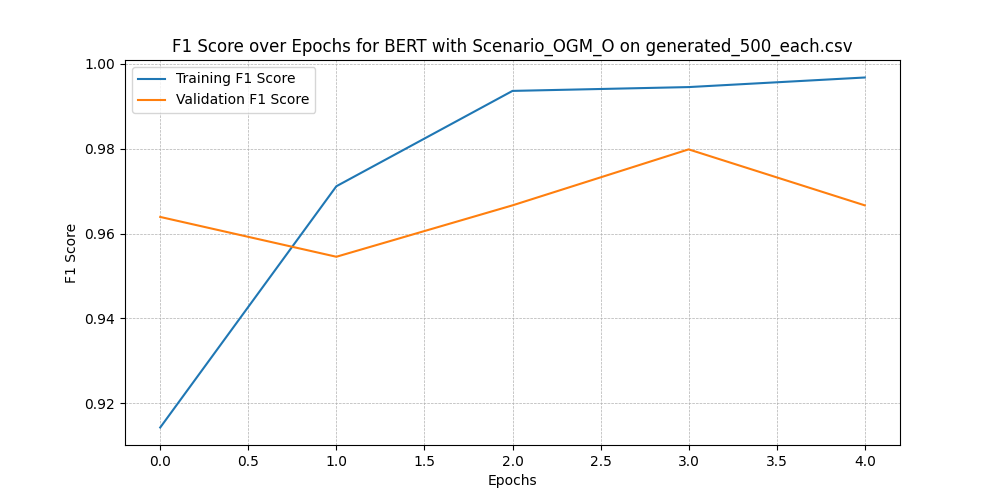 F1 Score over Epochs for BERT with Scenario_OGM_O on generated_500_each.csv
Training F1 Score
Validation F1 Score
1.00
0.98
0.96
0.94
0.92
F1 Score
0.0 0.5 1.0 1.5 2.0 2.5 3.0 3.5 4.0
Epochs